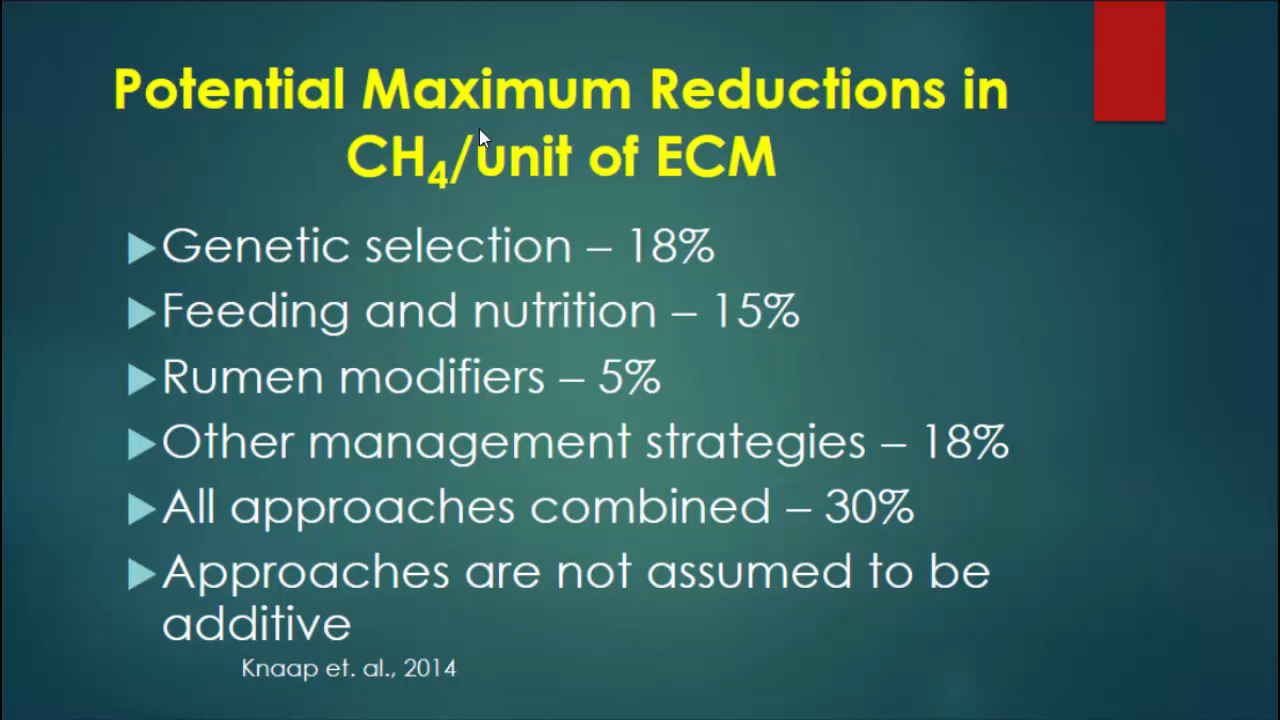 Potential Maximum Reductions in
CH₄/unit of ECM
Genetic selection – 18%
Feeding and nutrition – 15%
Rumen modifiers – 5%
Other management strategies – 18%
All approaches combined – 30%
Approaches are not assumed to be
additive
Knaap et. al., 2014